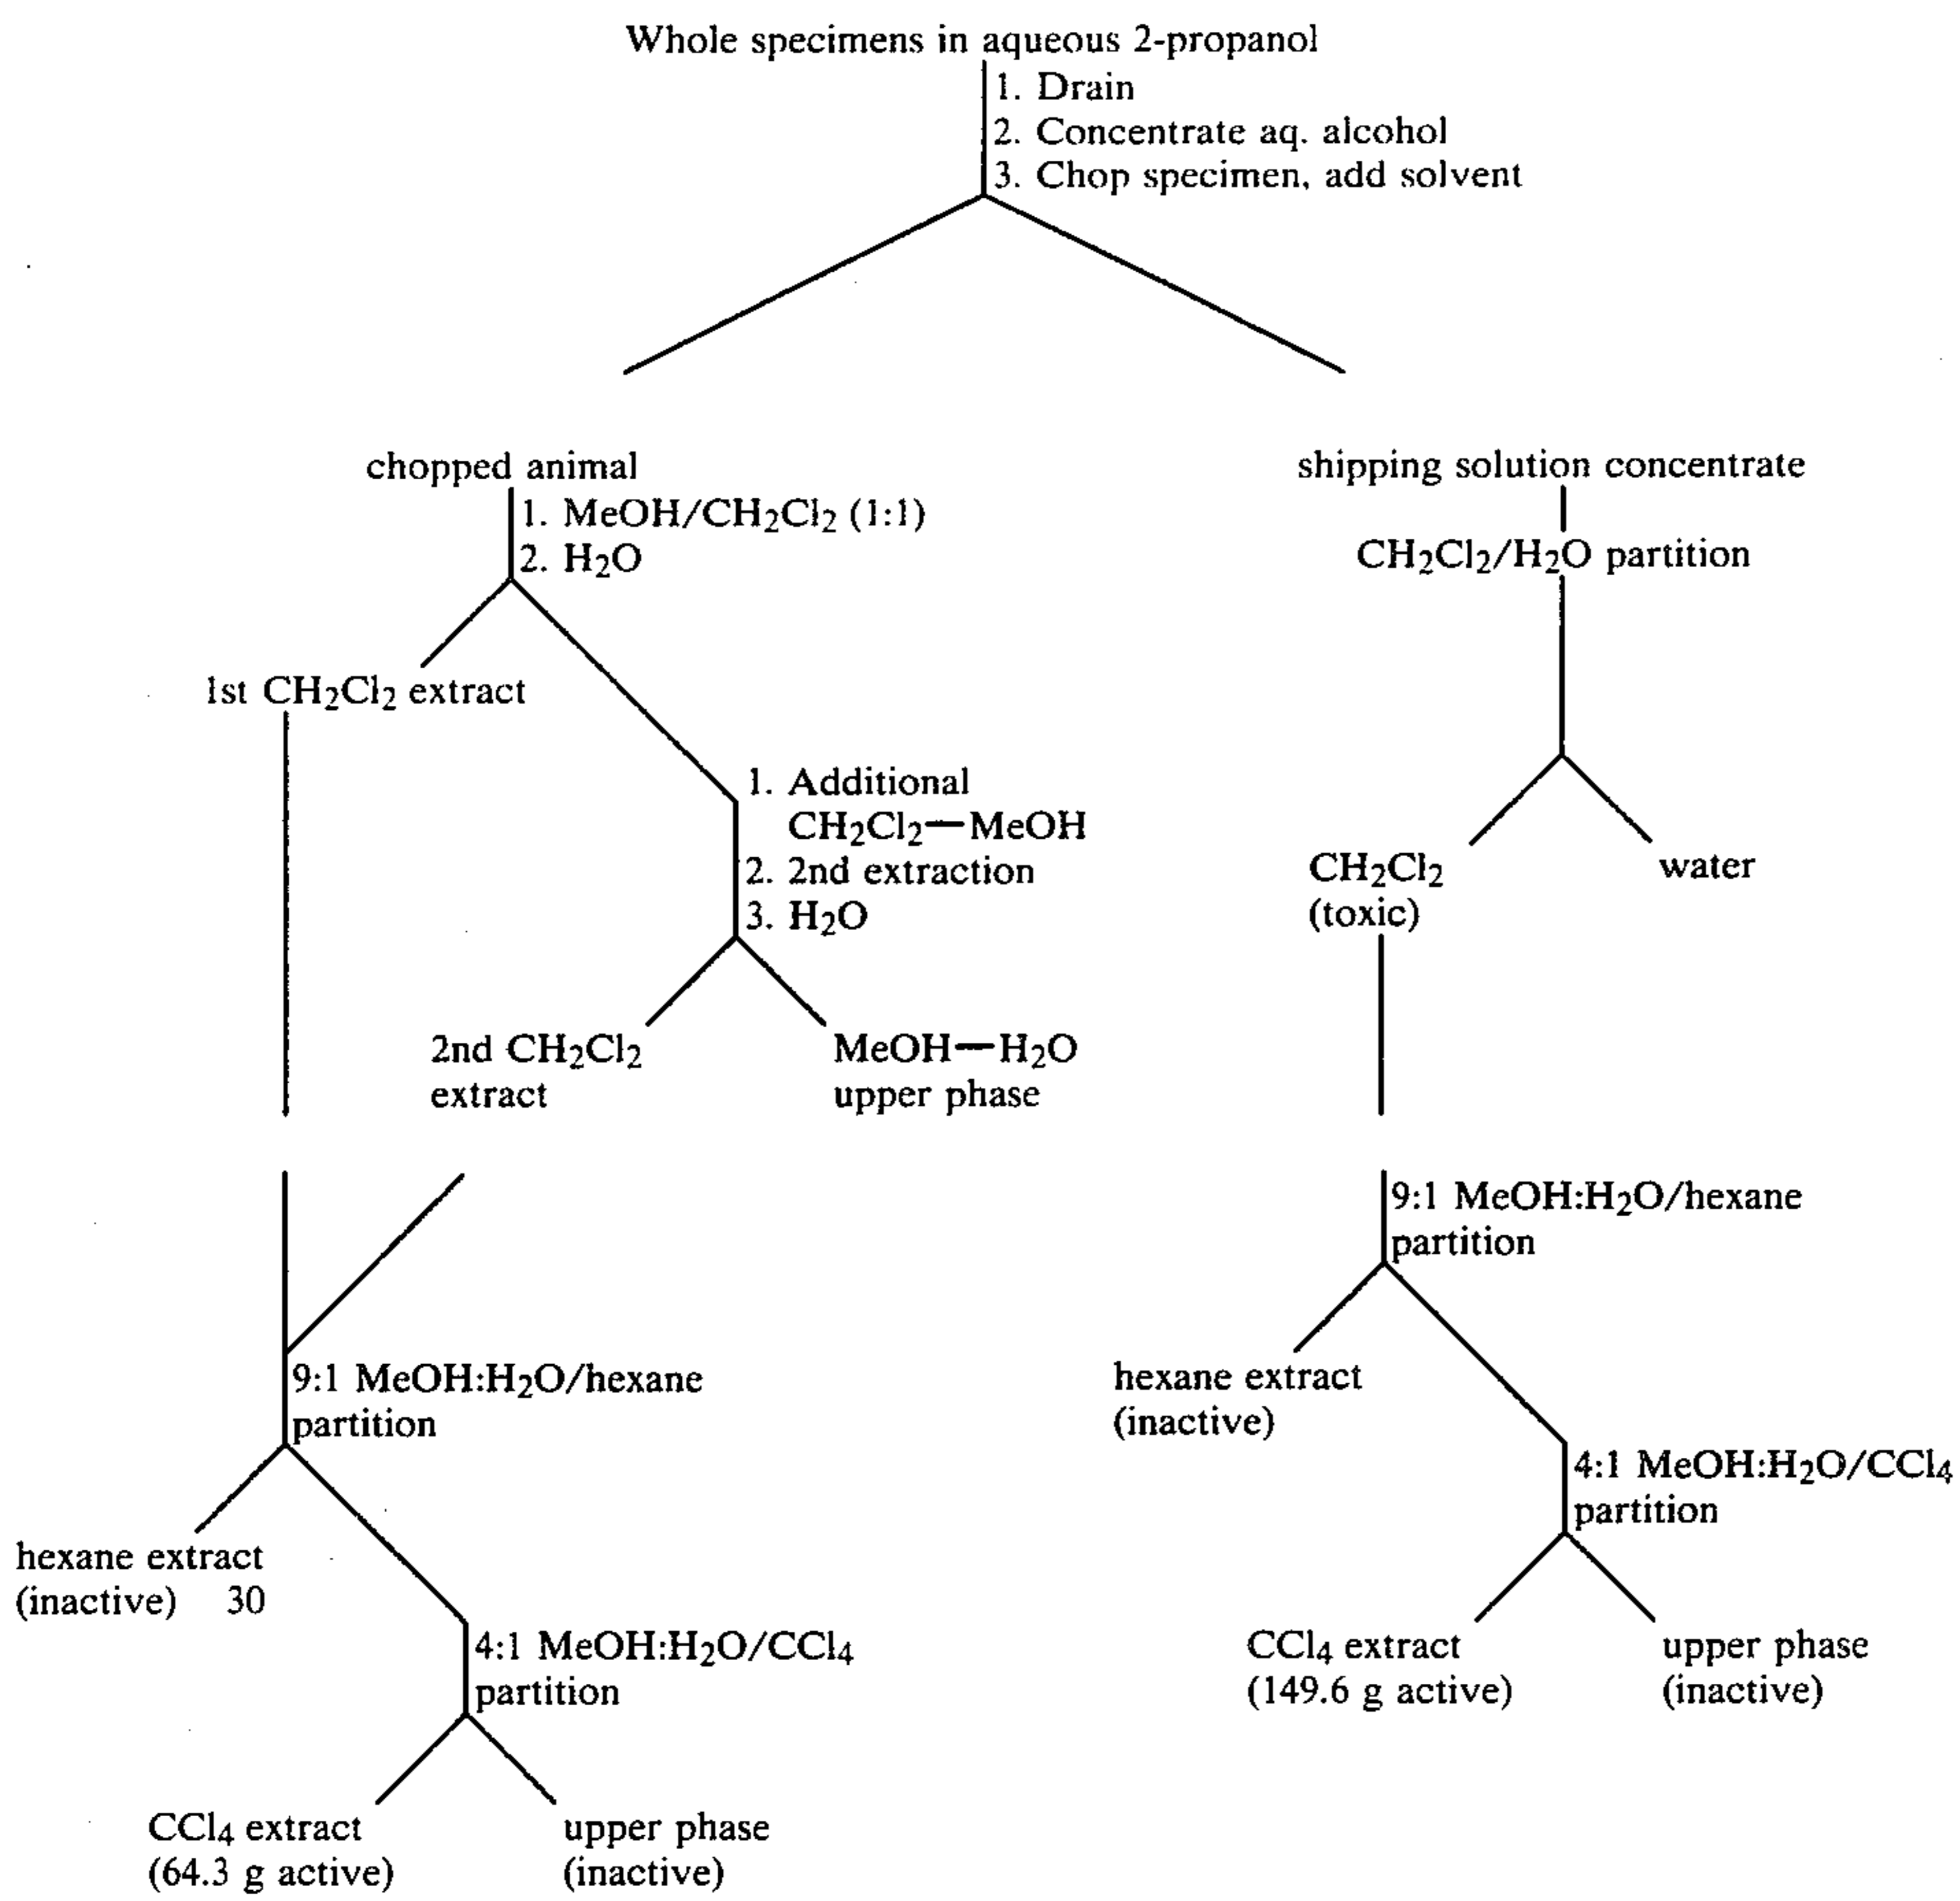 Whole specimens in aqueous 2-propanol
1. Drain
2. Concentrate aq. alcohol
3. Chop specimen, add solvent
chopped animal
1. MeOH/CH₂Cl₂ (1:1)
2. H₂O
1st CH₂Cl₂ extract
1. Additional
CH₂Cl₂—MeOH
2. 2nd extraction
3. H₂O
2nd CH₂Cl₂
extract
MeOH—H₂O
upper phase
9:1 MeOH:H₂O/hexane
partition
hexane extract
(inactive) 30
4:1 MeOH:H₂O/CCl₄
partition
CCl₄ extract
(64.3 g active)
upper phase
(inactive)
shipping solution concentrate
CH₂Cl₂/H₂O partition
CH₂Cl₂
(toxic)
water
9:1 MeOH:H₂O/hexane
partition
hexane extract
(inactive)
4:1 MeOH:H₂O/CCl₄
partition
CCl₄ extract
(149.6 g active)
upper phase
(inactive)